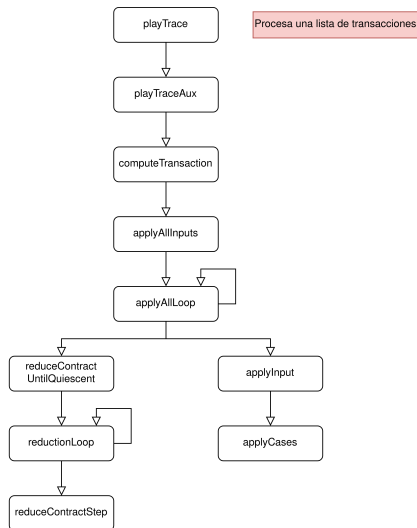 playTrace
Procesa una lista de transacciones
playTraceAux
computeTransaction
applyAllInputs
applyAllLoop
reduceContract
UntilQuiescent
applyInput
reductionLoop
applyCases
reduceContractStep